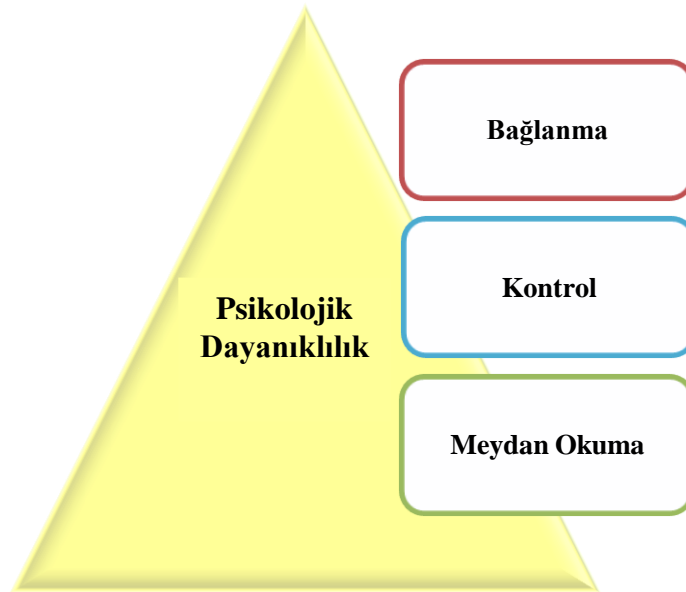 Bağlanma
Kontrol
Psikolojik
Dayanıklılık
Meydan Okuma